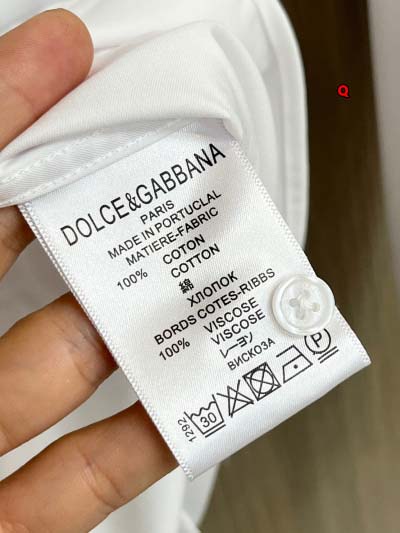 Q
DOLCE&GABBANA
PARIS
MADE IN PORTUCLAL
MATIERE-FABRIC
100% COTON
COTTON
綿
ХЛОПОК
BORDS COTES-RIBBS
100% VISCOSE
VISCOSE
レーヨン
ВИСКОЗА
1292
30
P